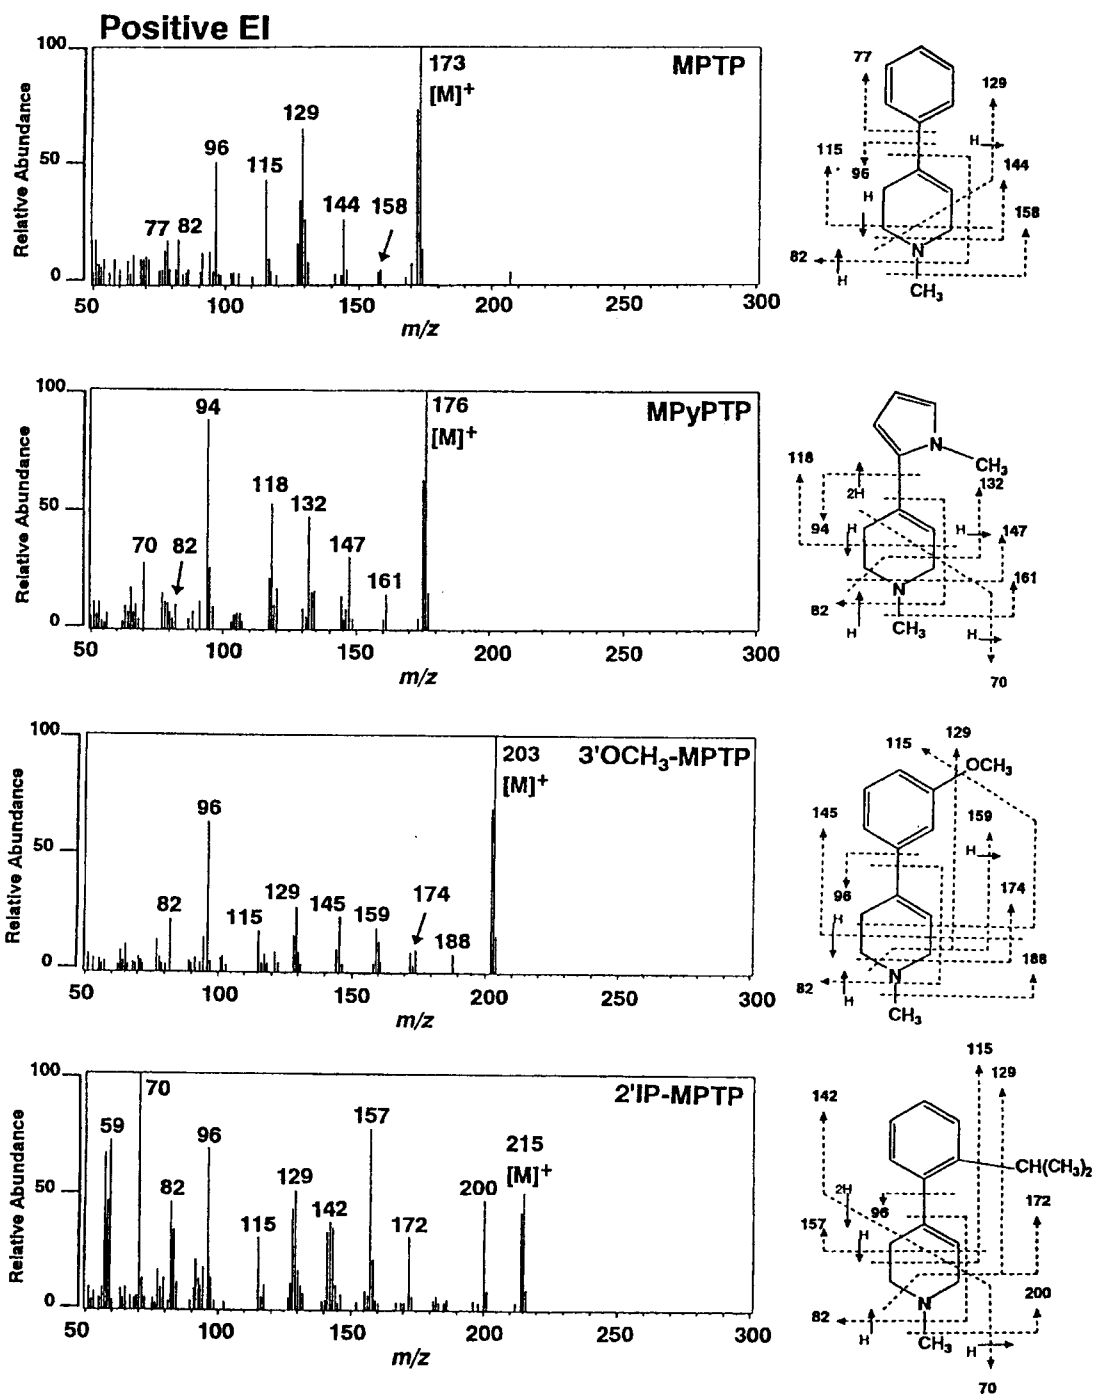 Positive EI
MPTP
Relative Abundance
100
50
0
173
[M]+
129
96
115
144
158
77
82
50
100
150
200
250
300
m/z
77
129
H
115
96
144
H
158
82
N
H
CH3
MPyPTP
Relative Abundance
100
50
0
94
176
[M]+
118
132
70
82
147
161
50
100
150
200
250
300
m/z
N
CH3
118
2H
132
94
H
H
147
161
82
N
CH3
H
H
70
3'OCH3-MPTP
Relative Abundance
100
50
0
203
[M]+
96
82
115
129
145
159
174
188
50
100
150
200
250
300
m/z
115
129
OCH3
145
159
H
96
174
H
188
82
N
H
CH3
2'IP-MPTP
Relative Abundance
100
50
0
70
59
96
82
157
215
[M]+
129
200
142
115
172
50
100
150
200
250
300
m/z
115
129
142
CH(CH3)2
2H
96
172
157
H
200
82
N
H
CH3
H
70